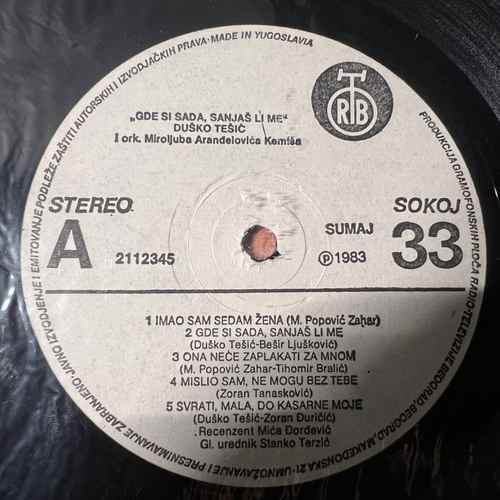 „GDE SI SADA, SANJAŠ LI ME“
DUŠKO TEŠIĆ
I ork. Miroljuba Aranđelovića Kemiša
RTB
STEREO
A
2112345
SUMAJ
℗ 1983
SOKOJ
33
1 IMAO SAM SEDAM ŽENA (M. Popović Zahar)
2 GDE SI SADA, SANJAŠ LI ME
(Duško Tešić-Bešir Ljušković)
3 ONA NEĆE ZAPLAKATI ZA MNOM
(M. Popović Zahar-Tihomir Bralić)
4 MISLIO SAM, NE MOGU BEZ TEBE
(Zoran Tanasković)
5 SVRATI, MALA, DO KASARNE MOJE
(Duško Tešić-Zoran Đuričić)
Recenzent Mića Đorđević
Gl. urednik Stanko Terzić
PRODUKCIJA GRAMOFONSKIH PLOČA RADIO-TELEVIZIJE BEOGRAD, BEOGRAD, MAKEDONSKA 21 · UMNOŽAVANJE I PRESNIMAVANJE ZABRANJENO. JAVNO IZVODJENJE I EMITOVANJE PODLEŽE ZAŠTITI AUTORSKIH I IZVODJAČKIH PRAVA · MADE IN YUGOSLAVIA